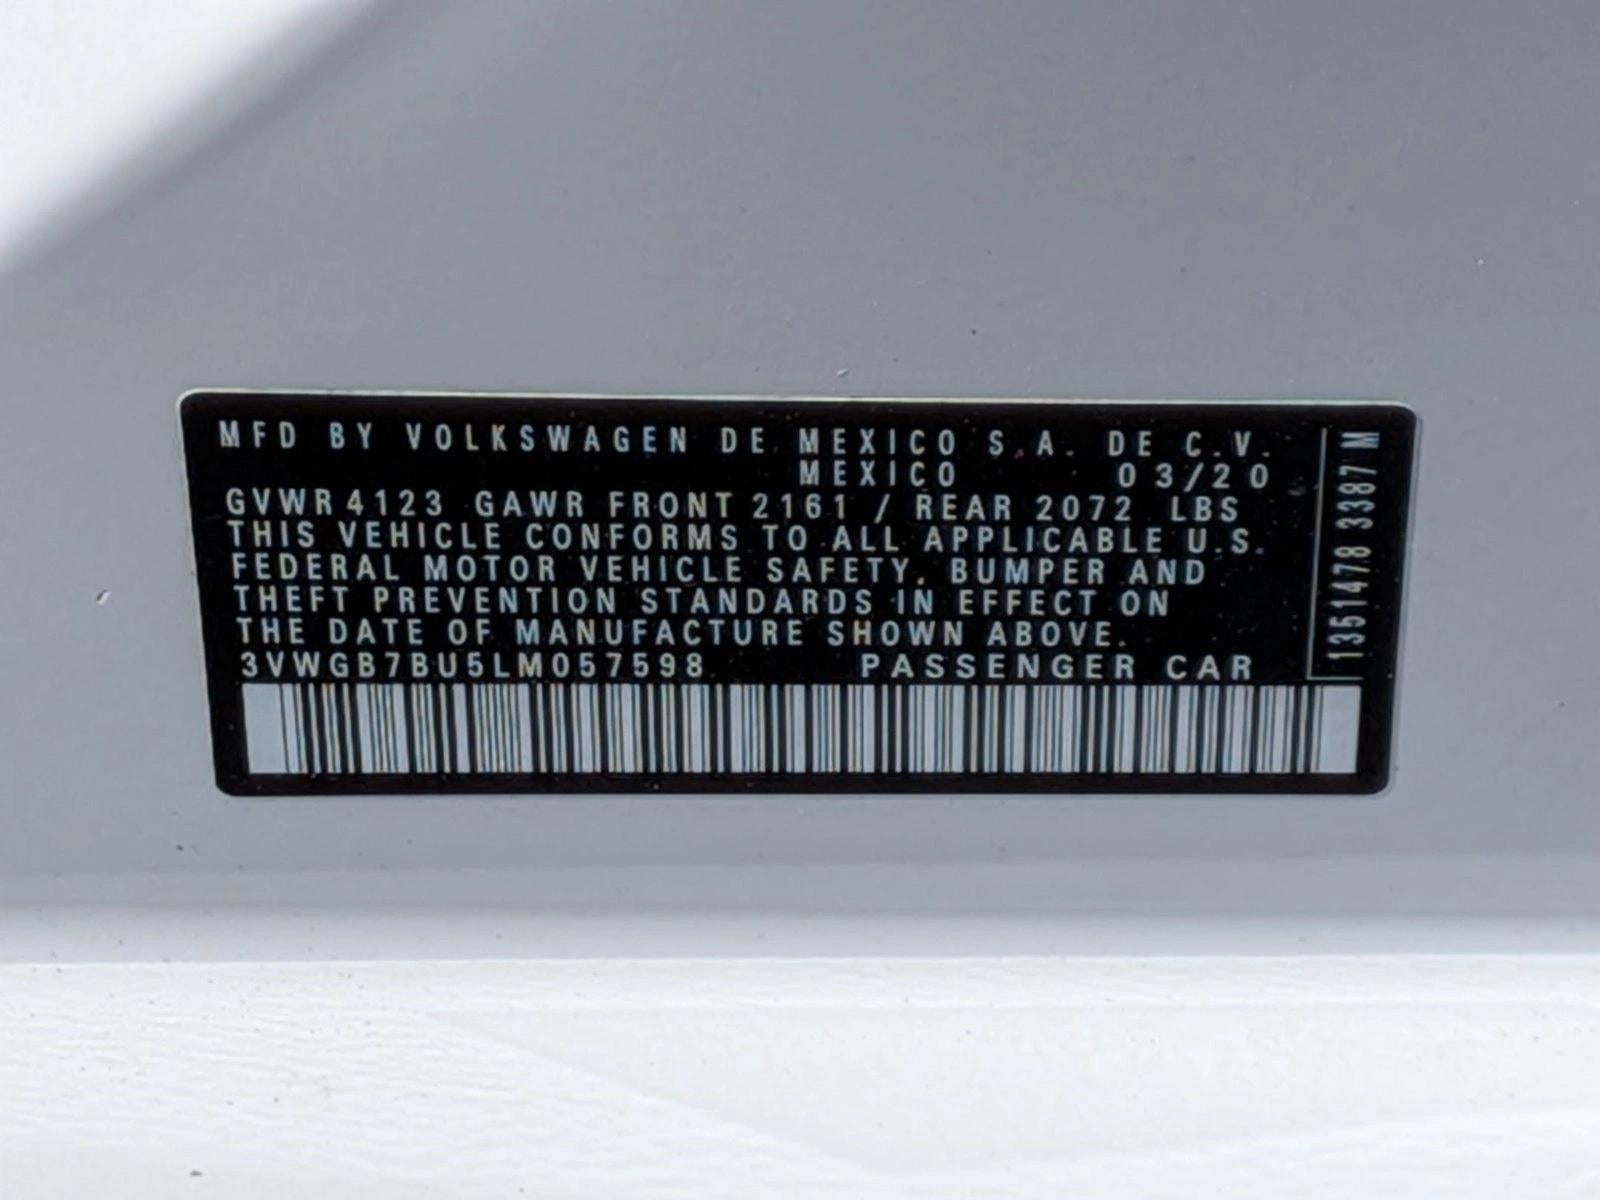 MFD BY VOLKSWAGEN DE MEXICO S.A. DE C.V.
MEXICO 03/20
GVWR 4123 GAWR FRONT 2161 / REAR 2072 LBS
THIS VEHICLE CONFORMS TO ALL APPLICABLE U.S.
FEDERAL MOTOR VEHICLE SAFETY, BUMPER AND
THEFT PREVENTION STANDARDS IN EFFECT ON
THE DATE OF MANUFACTURE SHOWN ABOVE.
3VWGB7BU5LM057598 PASSENGER CAR
1351478 3387 M